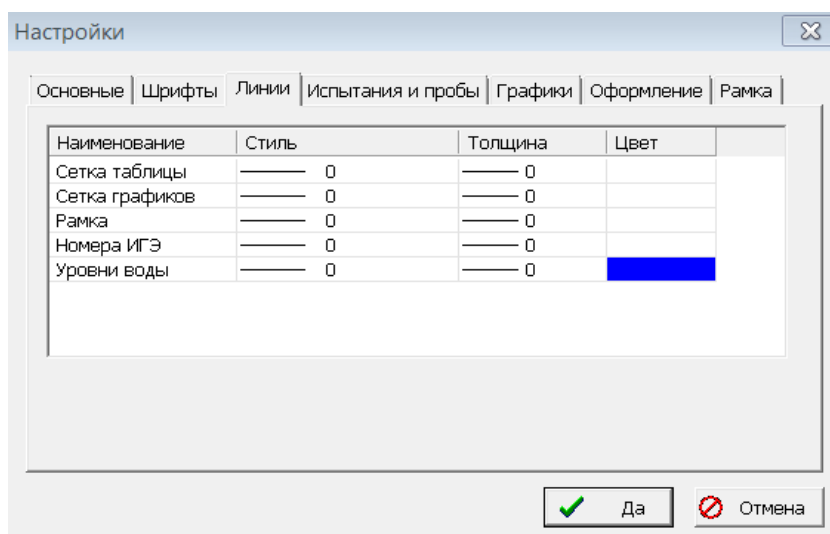 Настройки
Основные Шрифты Линии Испытания и пробы Графики Оформление Рамка
Наименование Стиль Толщина Цвет
Сетка таблицы 0 0
Сетка графиков 0 0
Рамка 0 0
Номера ИГЭ 0 0
Уровни воды 0 0
Да Отмена